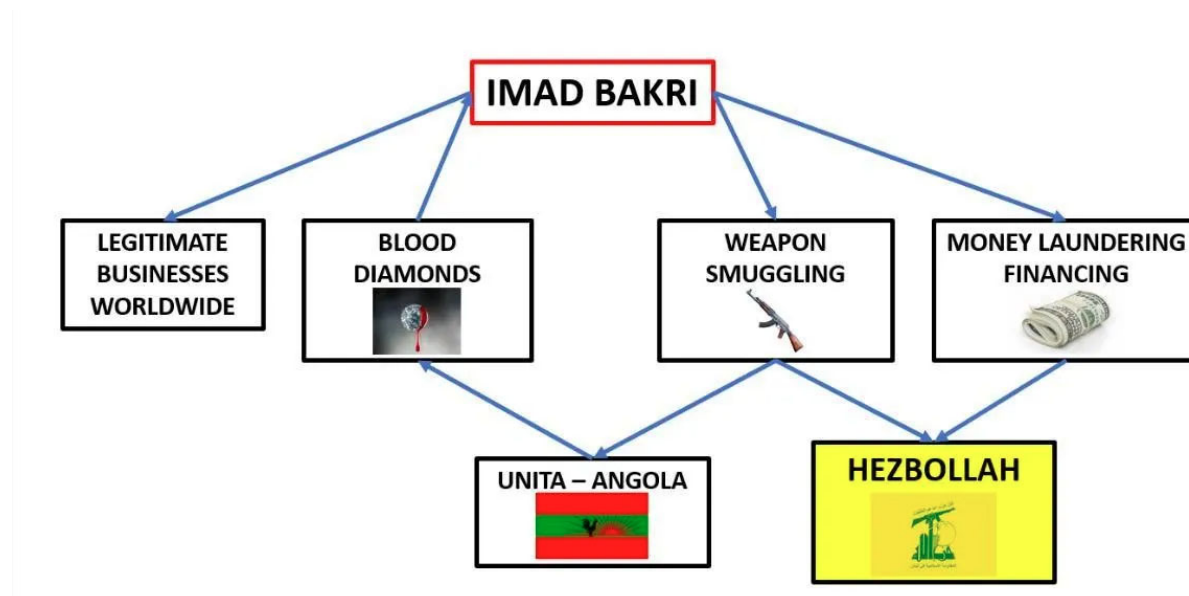 IMAD BAKRI
LEGITIMATE
BUSINESSES
WORLDWIDE
BLOOD
DIAMONDS
WEAPON
SMUGGLING
MONEY LAUNDERING
FINANCING
UNITA – ANGOLA
HEZBOLLAH